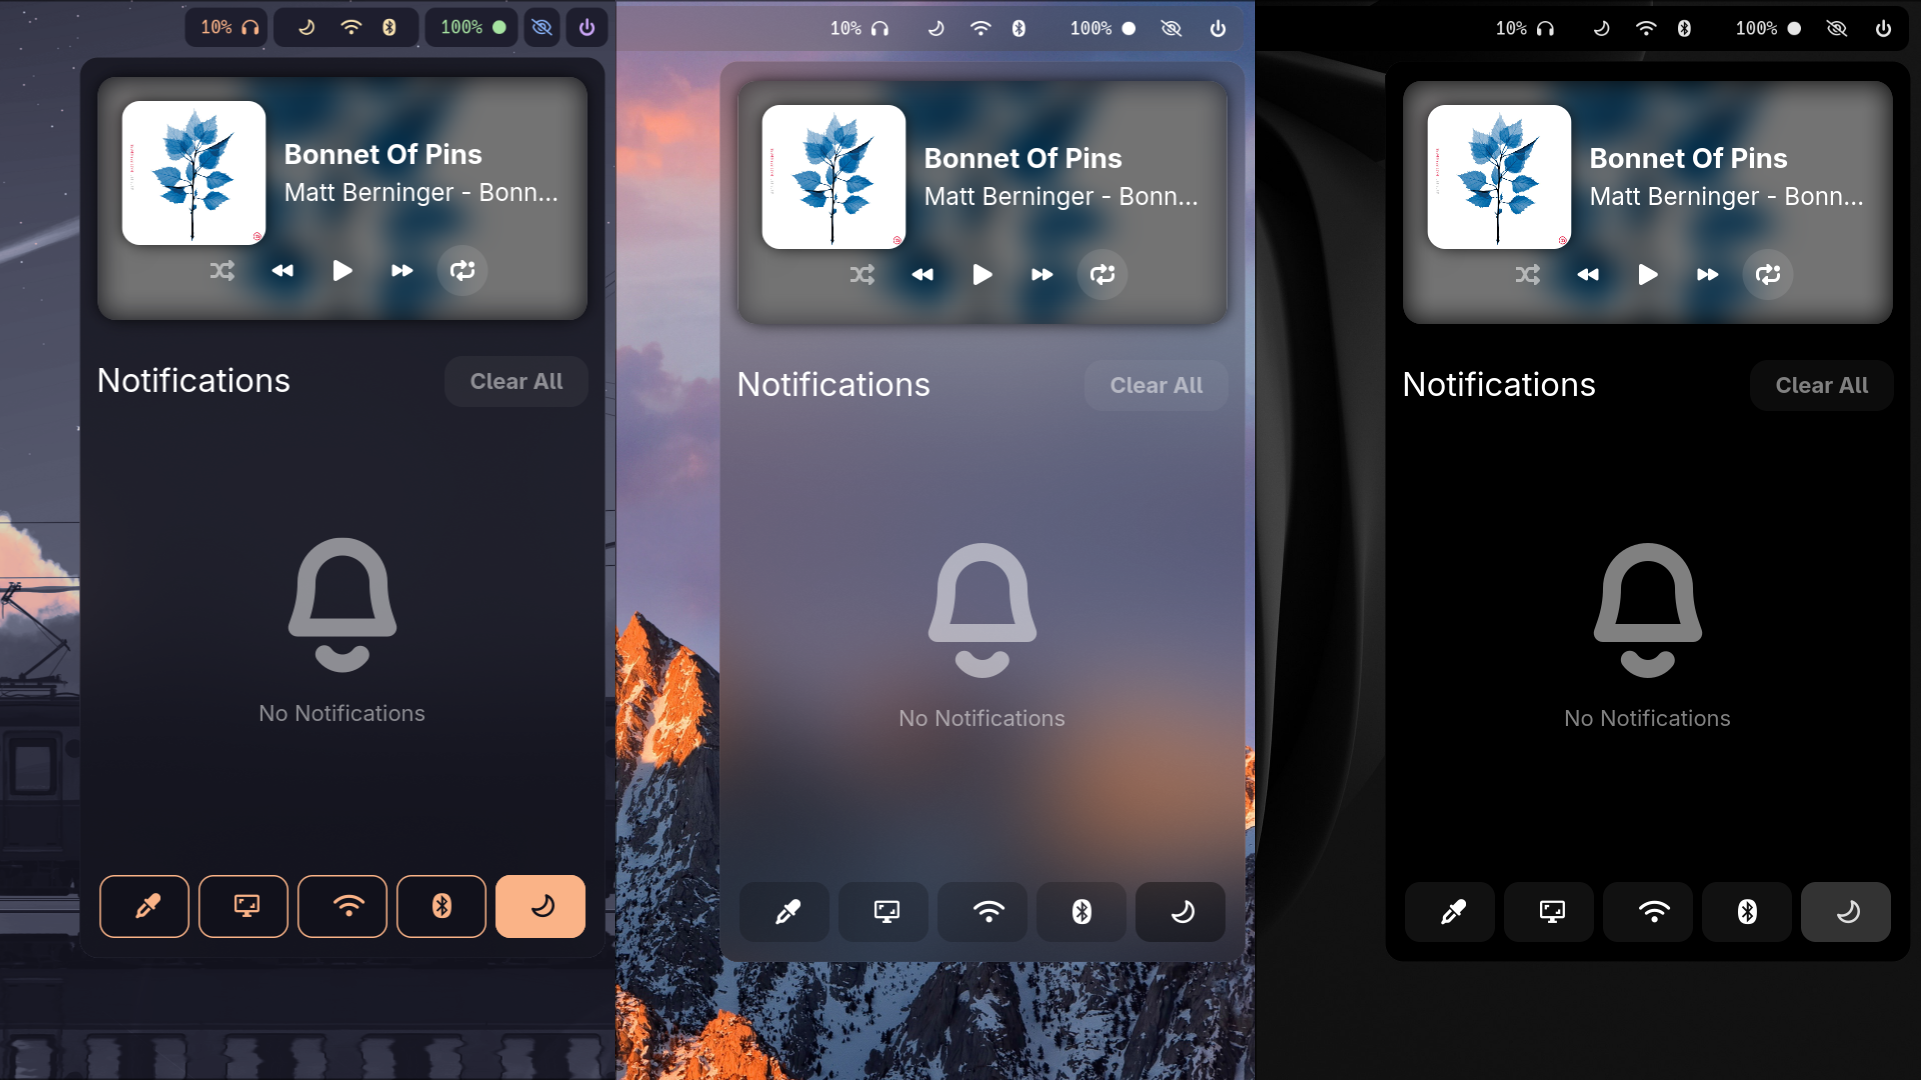 10%
100%
Bonnet Of Pins
Matt Berninger - Bonn...
Notifications
Clear All
No Notifications
10%
100%
Bonnet Of Pins
Matt Berninger - Bonn...
Notifications
Clear All
No Notifications
10%
100%
Bonnet Of Pins
Matt Berninger - Bonn...
Notifications
Clear All
No Notifications